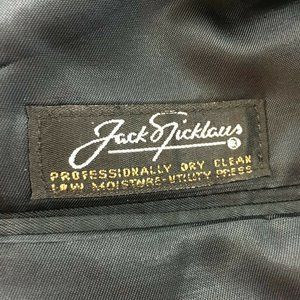 Jack Nicklaus
PROFESSIONALLY DRY CLEAN
LOW MOISTURE-UTILITY PRESS